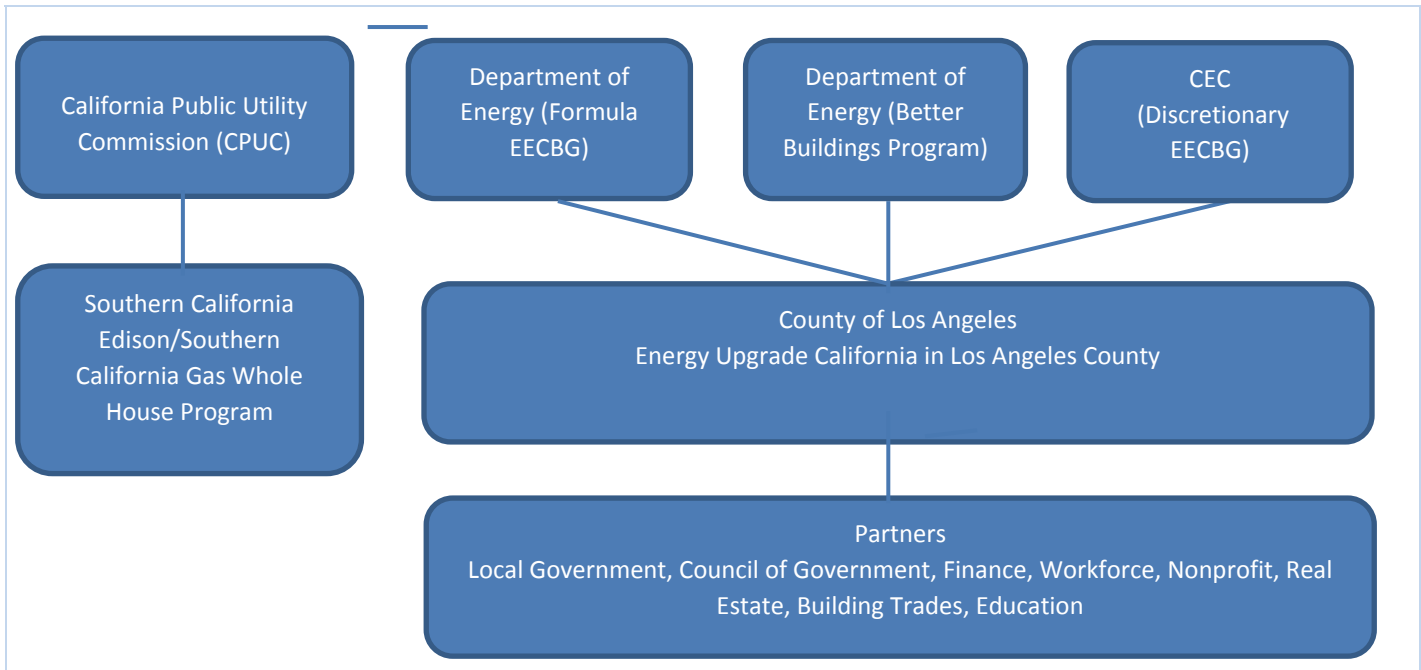 California Public Utility
Commission (CPUC)
Department of
Energy (Formula
EECBG)
Department of
Energy (Better
Buildings Program)
CEC
(Discretionary
EECBG)
Southern California
Edison/Southern
California Gas Whole
House Program
County of Los Angeles
Energy Upgrade California in Los Angeles County
Partners
Local Government, Council of Government, Finance, Workforce, Nonprofit, Real
Estate, Building Trades, Education